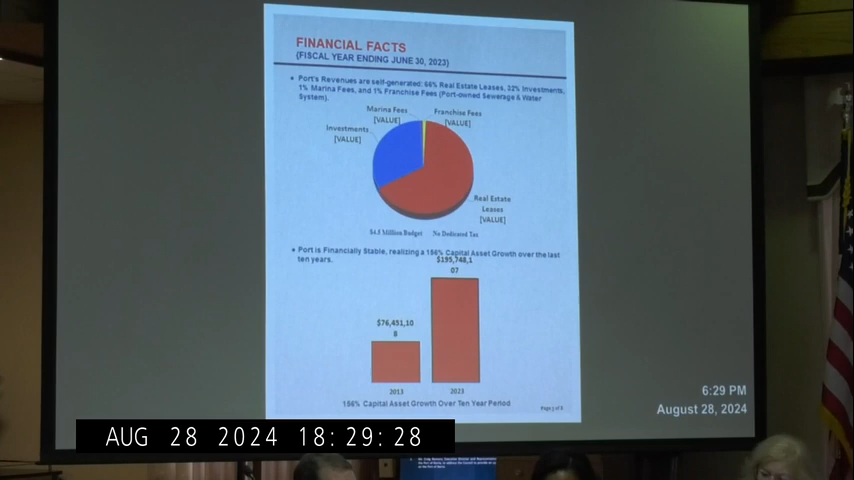 FINANCIAL FACTS
(FISCAL YEAR ENDING JUNE 30, 2023)
• Port's Revenues are self-generated: 66% Real Estate Leases, 32% Investments,
1% Marina Fees, and 1% Franchise Fees (Port-owned Sewerage & Water
System).
Marina Fees
[VALUE]
Franchise Fees
[VALUE]
Investments
[VALUE]
Real Estate
Leases
[VALUE]
$4.5 Million Budget No Dedicated Tax
• Port is Financially Stable, realizing a 156% Capital Asset Growth over the last
ten years.
$195,748,1
07
$76,451,10
8
2013 2023
156% Capital Asset Growth Over Ten Year Period
6:29 PM
August 28, 2024
AUG 28 2024 18:29:28